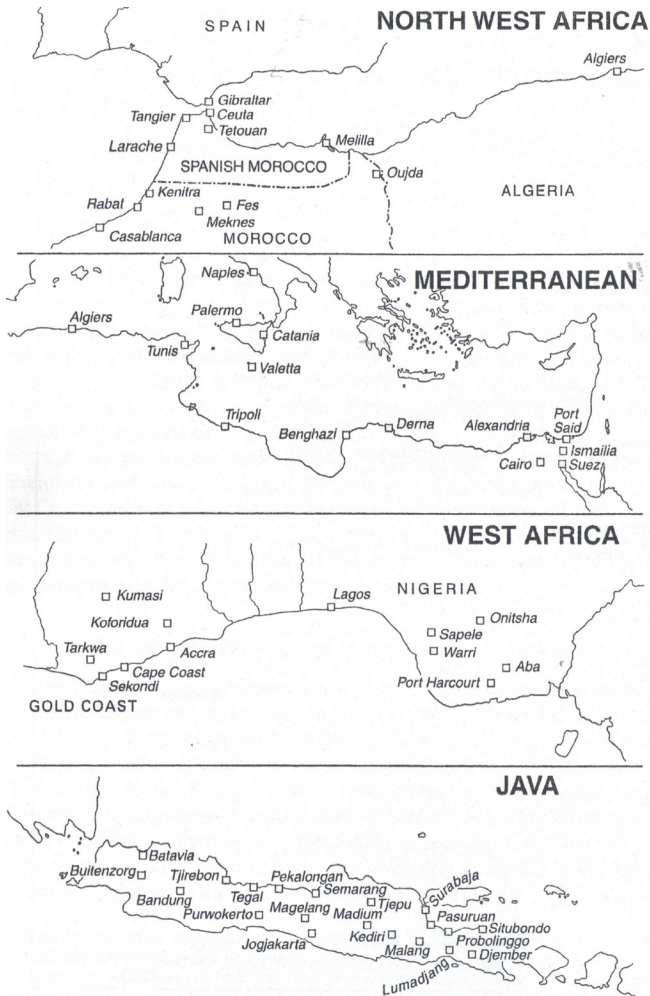 NORTH WEST AFRICA
SPAIN
Algiers
Gibraltar
Ceuta
Tangier
Tetouan
Larache
Melilla
SPANISH MOROCCO
Oujda
ALGERIA
Kenitra
Rabat
Fes
Meknes
Casablanca
MOROCCO
MEDITERRANEAN
Naples
Palermo
Algiers
Catania
Tunis
Valetta
Tripoli
Derna
Benghazi
Alexandria
Port
Said
Ismailia
Cairo
Suez
WEST AFRICA
NIGERIA
Kumasi
Lagos
Koforidua
Onitsha
Sapele
Tarkwa
Accra
Warri
Cape Coast
Aba
Sekondi
Port Harcourt
GOLD COAST
JAVA
Batavia
Buitenzorg
Tjirebon
Pekalongan
Surabaja
Bandung
Tegal
Semarang
Tjepu
Purwokerto
Magelang
Madium
Pasuruan
Situbondo
Jogjakarta
Kediri
Probolinggo
Malang
Djember
Lumadjang